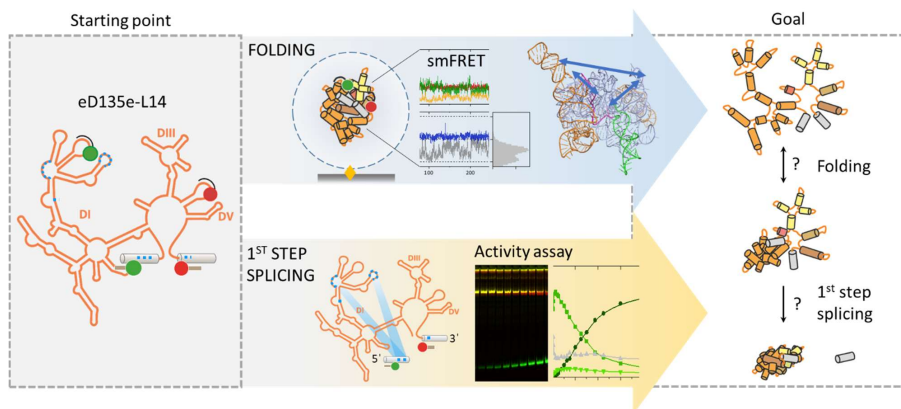 Starting point
Goal
FOLDING
smFRET
eD135e-L14
DIII
DI
DV
100
200
1ST STEP
SPLICING
Activity assay
DIII
DI
DV
5'
3'
?
Folding
?
1st step
splicing